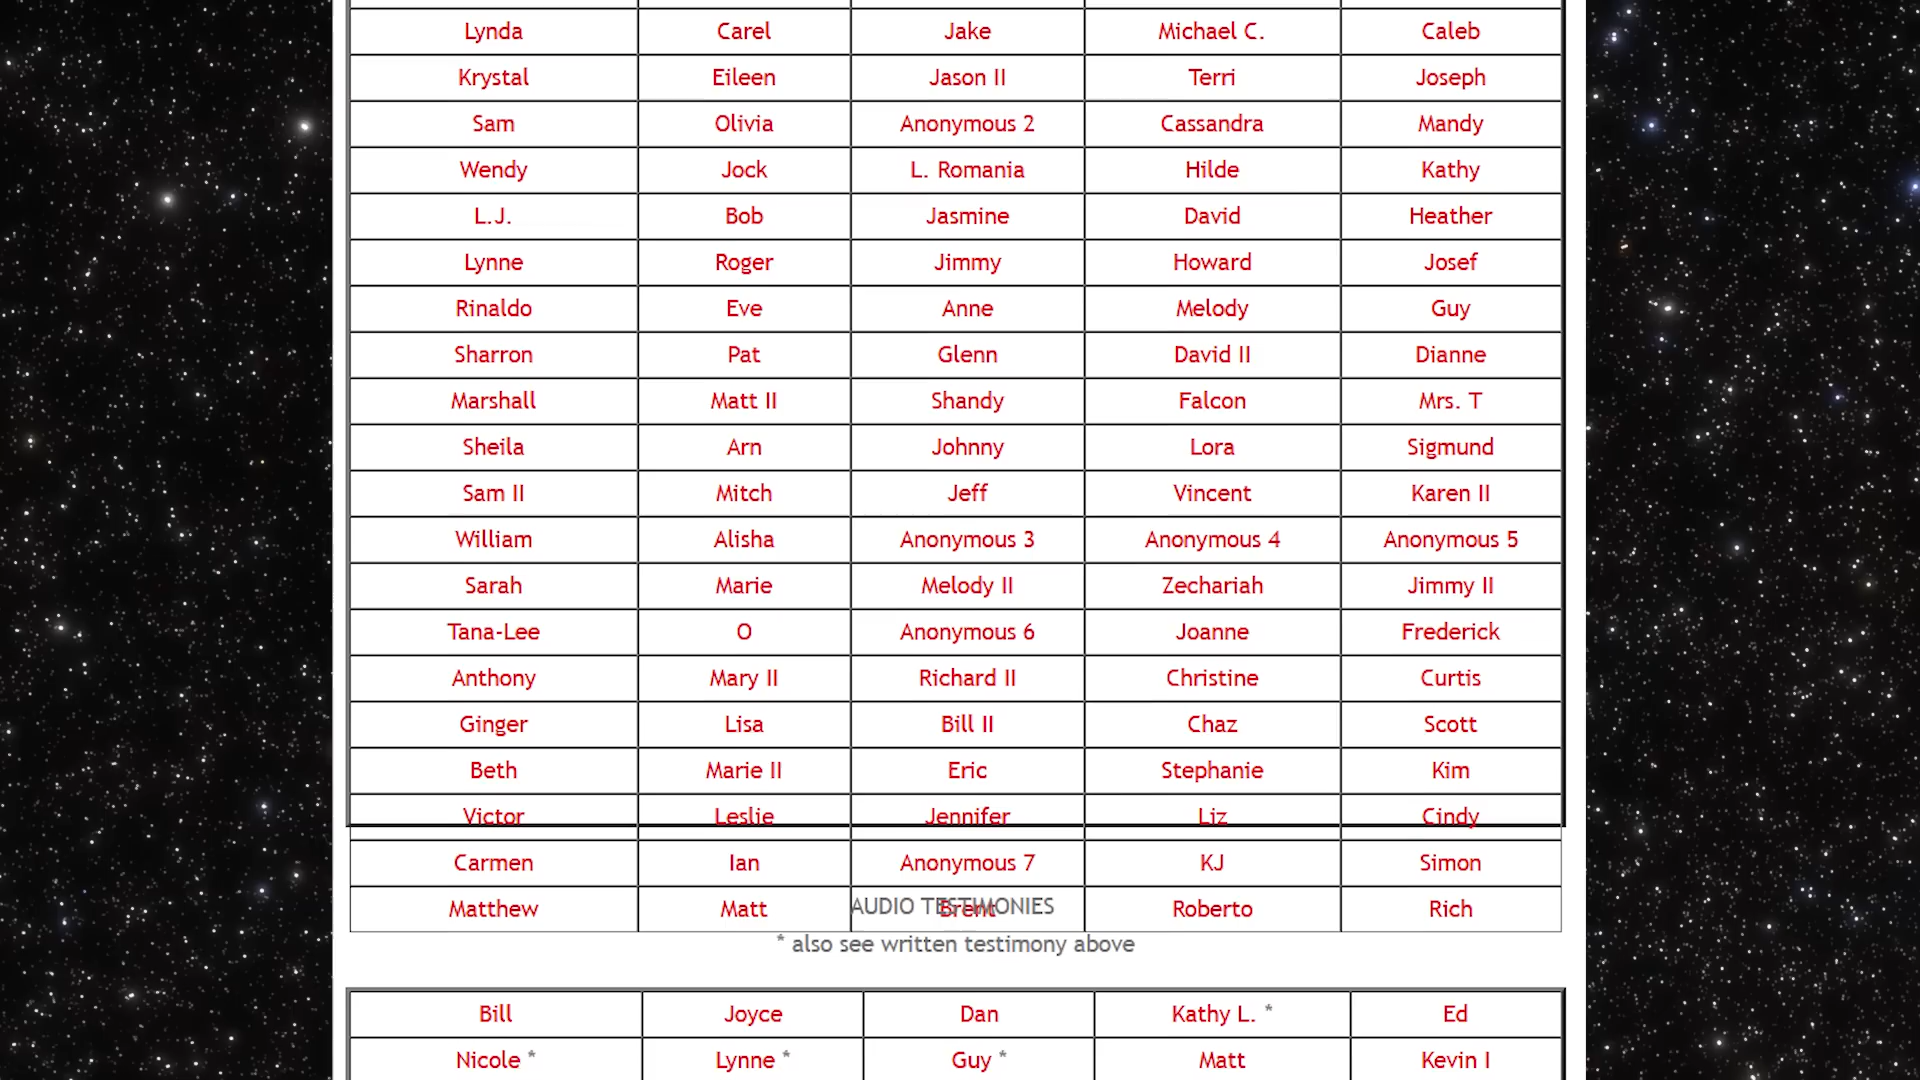 Lynda Carel Jake Michael C. Caleb
Krystal Eileen Jason II Terri Joseph
Sam Olivia Anonymous 2 Cassandra Mandy
Wendy Jock L. Romania Hilde Kathy
L.J. Bob Jasmine David Heather
Lynne Roger Jimmy Howard Josef
Rinaldo Eve Anne Melody Guy
Sharron Pat Glenn David II Dianne
Marshall Matt II Shandy Falcon Mrs. T
Sheila Arn Johnny Lora Sigmund
Sam II Mitch Jeff Vincent Karen II
William Alisha Anonymous 3 Anonymous 4 Anonymous 5
Sarah Marie Melody II Zechariah Jimmy II
Tana-Lee O Anonymous 6 Joanne Frederick
Anthony Mary II Richard II Christine Curtis
Ginger Lisa Bill II Chaz Scott
Beth Marie II Eric Stephanie Kim
Victor Leslie Jennifer Liz Cindy
Carmen Ian Anonymous 7 KJ Simon
Matthew Matt Brent Roberto Rich
AUDIO TESTIMONIES
* also see written testimony above
Bill Joyce Dan Kathy L. * Ed
Nicole * Lynne * Guy * Matt Kevin I